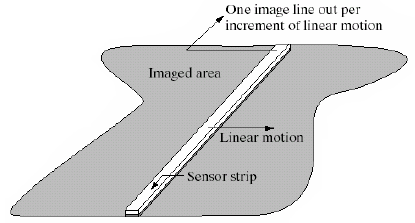 One image line out per
increment of linear motion
Imaged area
Linear motion
Sensor strip